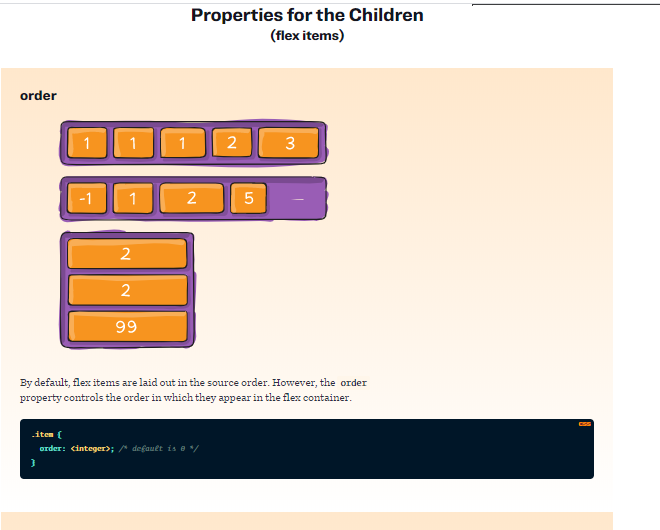 Properties for the Children
(flex items)
order
1 1 1 2 3
-1 1 2 5
2
2
99
By default, flex items are laid out in the source order. However, the order
property controls the order in which they appear in the flex container.
CSS
.item {
order: <integer>; /* default is 0 */
}